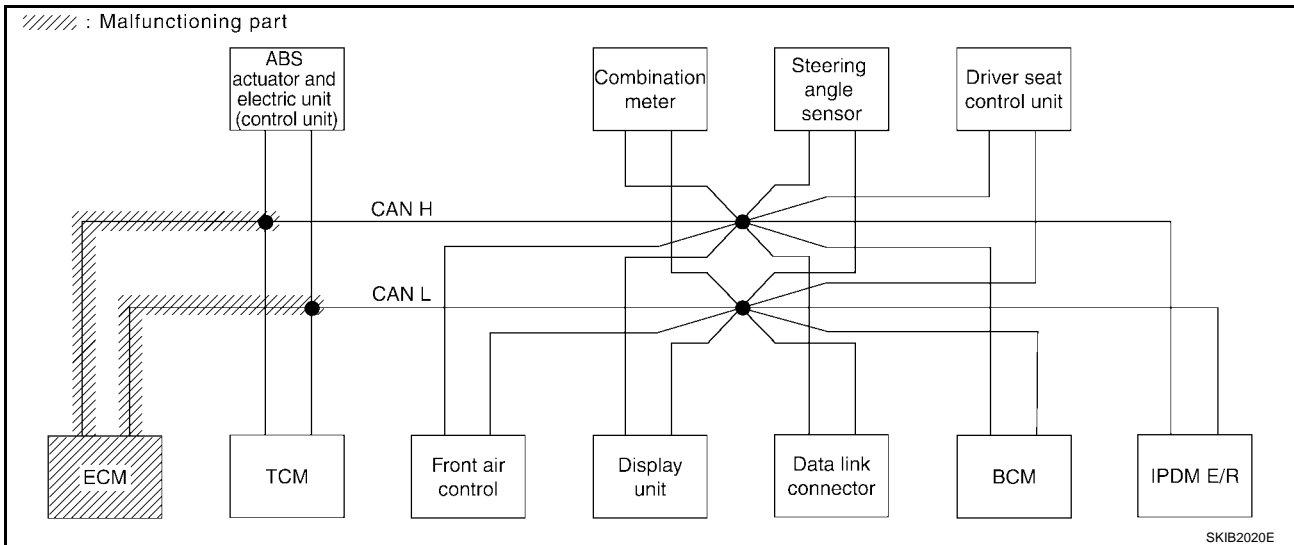 : Malfunctioning part
ABS
actuator and
electric unit
(control unit)
Combination
meter
Steering
angle
sensor
Driver seat
control unit
CAN H
CAN L
ECM
TCM
Front air
control
Display
unit
Data link
connector
BCM
IPDM E/R
SKIB2020E